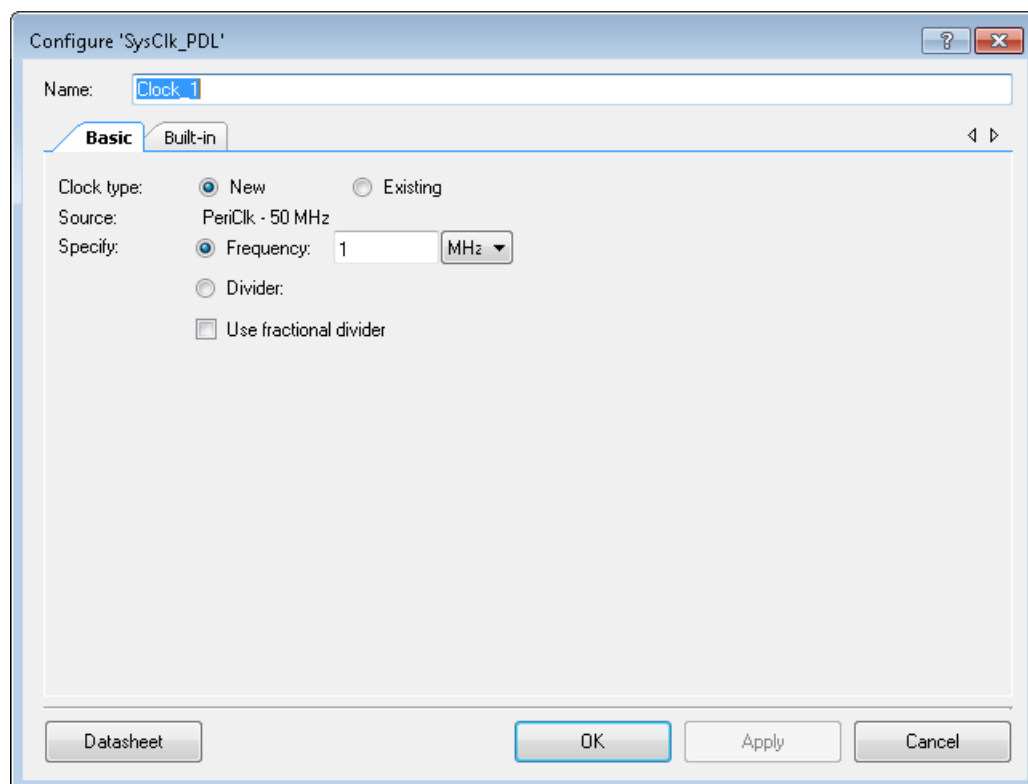 Configure 'SysClk_PDL'
Name: Clock_1
Basic Built-in
Clock type: New Existing
Source: PeriClk - 50 MHz
Specify: Frequency: 1 MHz
Divider:
Use fractional divider
Datasheet OK Apply Cancel